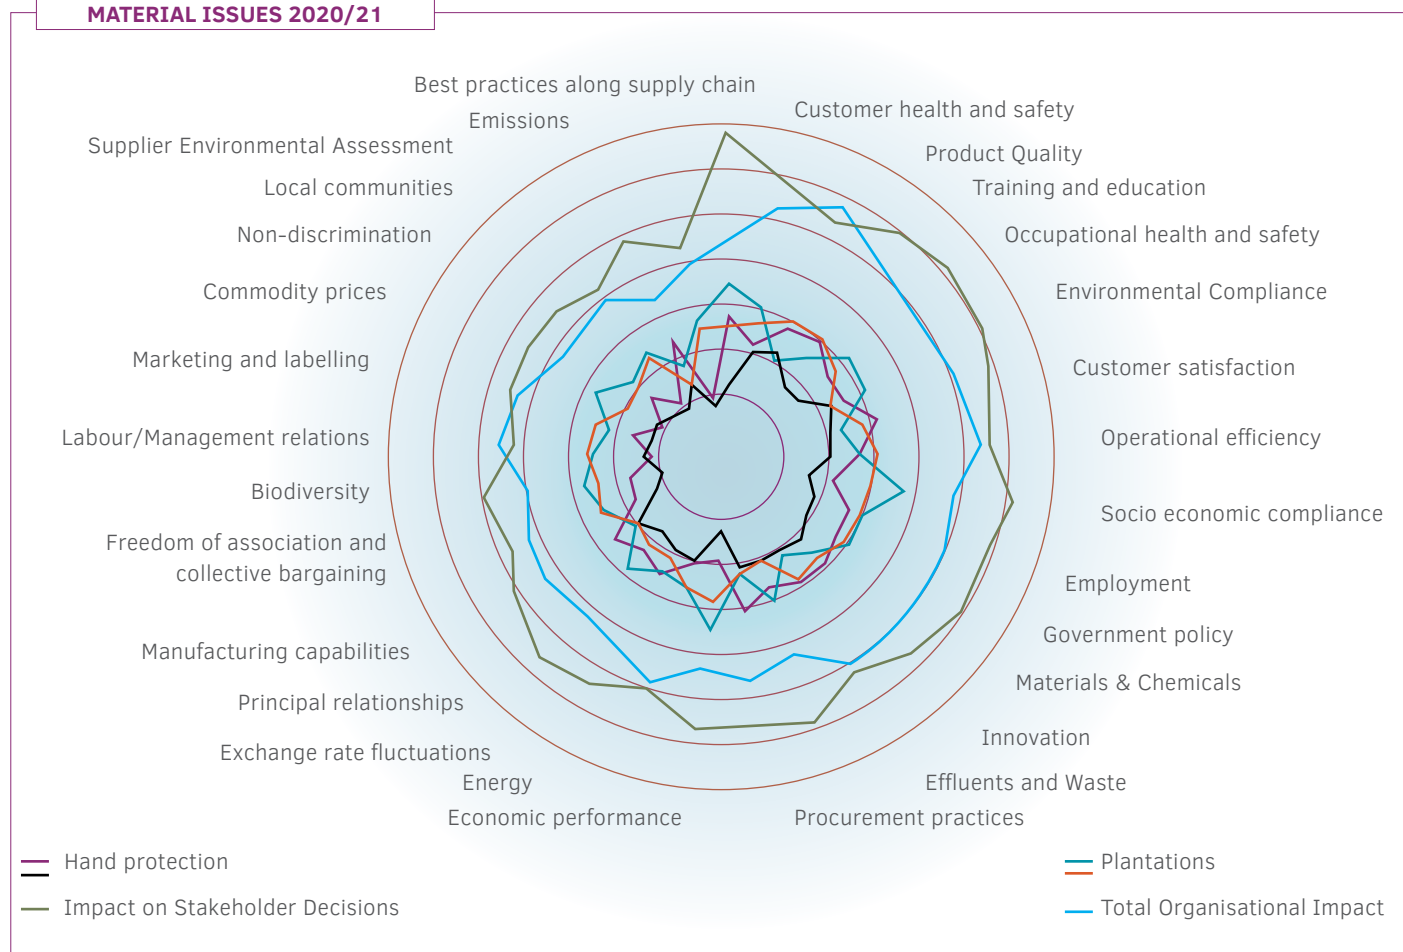 MATERIAL ISSUES 2020/21
Best practices along supply chain
Customer health and safety
Emissions
Product Quality
Supplier Environmental Assessment
Training and education
Local communities
Occupational health and safety
Non-discrimination
Environmental Compliance
Commodity prices
Customer satisfaction
Marketing and labelling
Operational efficiency
Labour/Management relations
Biodiversity
Socio economic compliance
Freedom of association and
collective bargaining
Employment
Government policy
Manufacturing capabilities
Materials & Chemicals
Principal relationships
Innovation
Exchange rate fluctuations
Effluents and Waste
Energy
Economic performance
Procurement practices
Hand protection
Plantations
Impact on Stakeholder Decisions
Total Organisational Impact